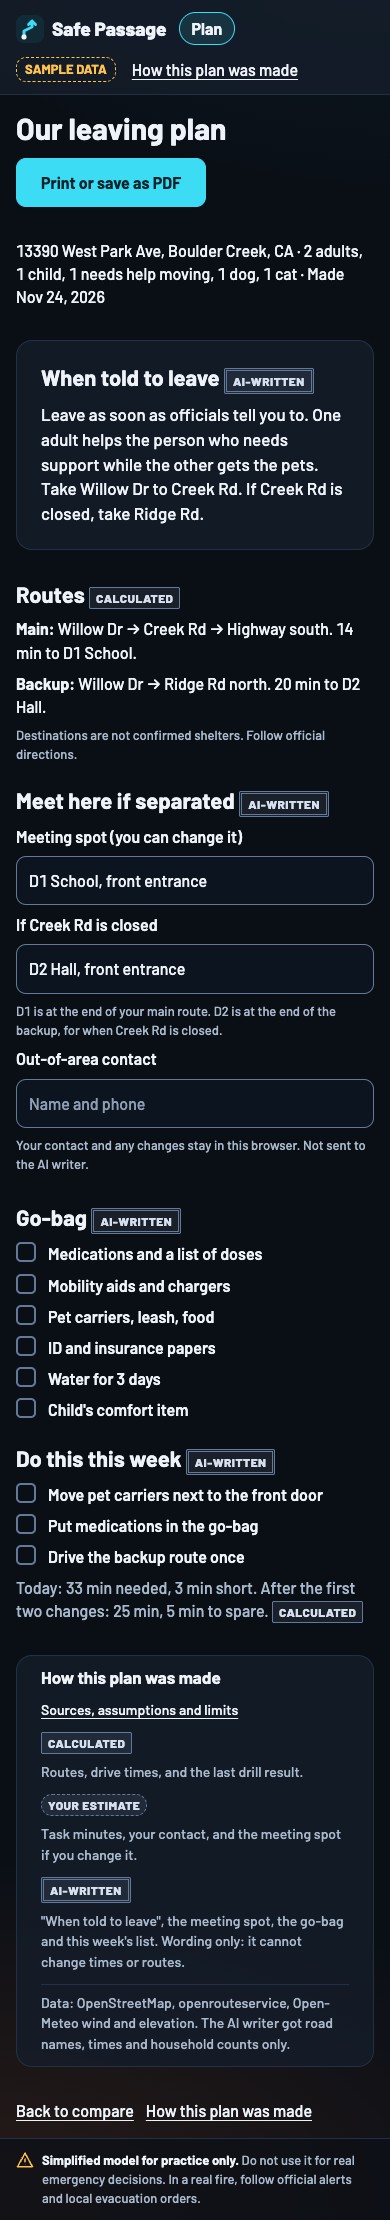 Safe Passage Plan
SAMPLE DATA How this plan was made
Our leaving plan
Print or save as PDF
13390 West Park Ave, Boulder Creek, CA · 2 adults,
1 child, 1 needs help moving, 1 dog, 1 cat · Made
Nov 24, 2026
When told to leave AI-WRITTEN
Leave as soon as officials tell you to. One
adult helps the person who needs
support while the other gets the pets.
Take Willow Dr to Creek Rd. If Creek Rd is
closed, take Ridge Rd.
Routes CALCULATED
Main: Willow Dr → Creek Rd → Highway south. 14
min to D1 School.
Backup: Willow Dr → Ridge Rd north. 20 min to D2
Hall.
Destinations are not confirmed shelters. Follow official
directions.
Meet here if separated AI-WRITTEN
Meeting spot (you can change it)
D1 School, front entrance
If Creek Rd is closed
D2 Hall, front entrance
D1 is at the end of your main route. D2 is at the end of the
backup, for when Creek Rd is closed.
Out-of-area contact
Name and phone
Your contact and any changes stay in this browser. Not sent to
the AI writer.
Go-bag AI-WRITTEN
Medications and a list of doses
Mobility aids and chargers
Pet carriers, leash, food
ID and insurance papers
Water for 3 days
Child's comfort item
Do this this week AI-WRITTEN
Move pet carriers next to the front door
Put medications in the go-bag
Drive the backup route once
Today: 33 min needed, 3 min short. After the first
two changes: 25 min, 5 min to spare. CALCULATED
How this plan was made
Sources, assumptions and limits
CALCULATED
Routes, drive times, and the last drill result.
YOUR ESTIMATE
Task minutes, your contact, and the meeting spot
if you change it.
AI-WRITTEN
"When told to leave", the meeting spot, the go-bag
and this week's list. Wording only: it cannot
change times or routes.
Data: OpenStreetMap, openrouteservice, Open-
Meteo wind and elevation. The AI writer got road
names, times and household counts only.
Back to compare How this plan was made
Simplified model for practice only. Do not use it for real
emergency decisions. In a real fire, follow official alerts
and local evacuation orders.